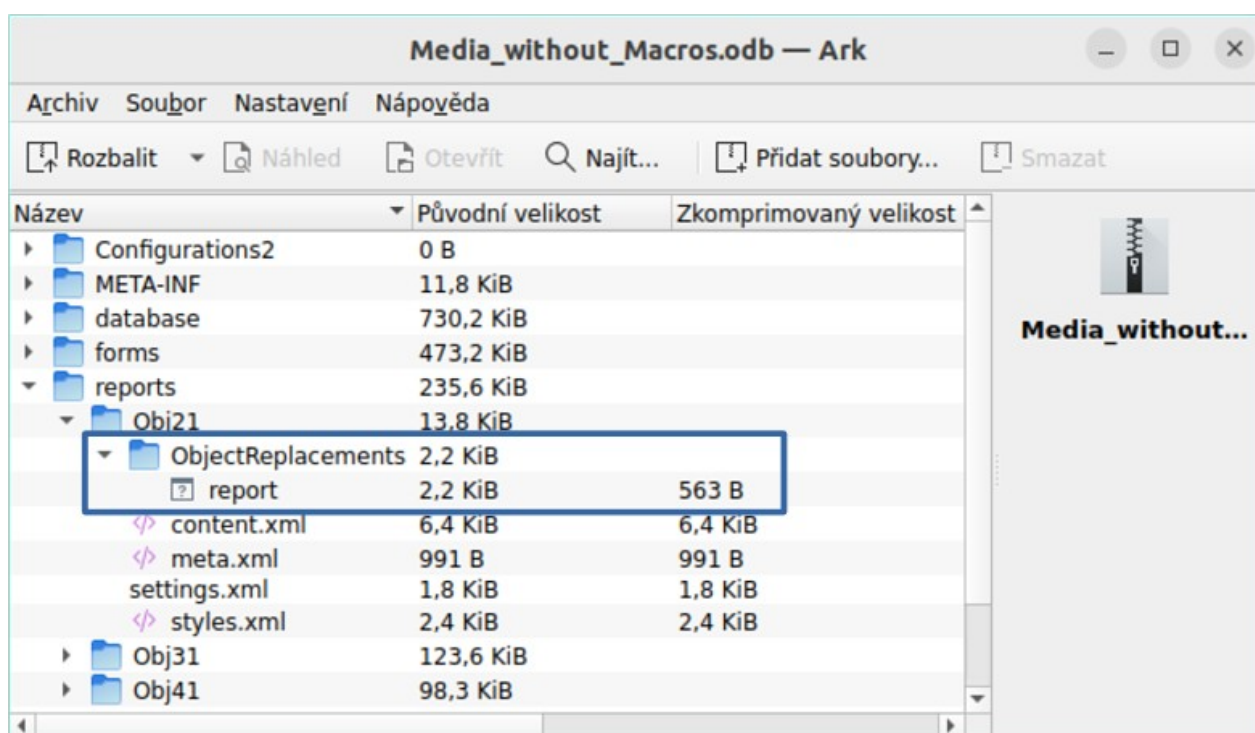 Media_without_Macros.odb — Ark
Archiv Soubor Nastavení Nápověda
Rozbalit Náhled Otevřít Najít... Přidat soubory... Smazat
Název Původní velikost Zkomprimovaný velikost
Configurations2 0 B
META-INF 11,8 KiB
database 730,2 KiB
forms 473,2 KiB
reports 235,6 KiB
Obj21 13,8 KiB
ObjectReplacements 2,2 KiB
report 2,2 KiB 563 B
content.xml 6,4 KiB 6,4 KiB
meta.xml 991 B 991 B
settings.xml 1,8 KiB 1,8 KiB
styles.xml 2,4 KiB 2,4 KiB
Obj31 123,6 KiB
Obj41 98,3 KiB
Media_without...